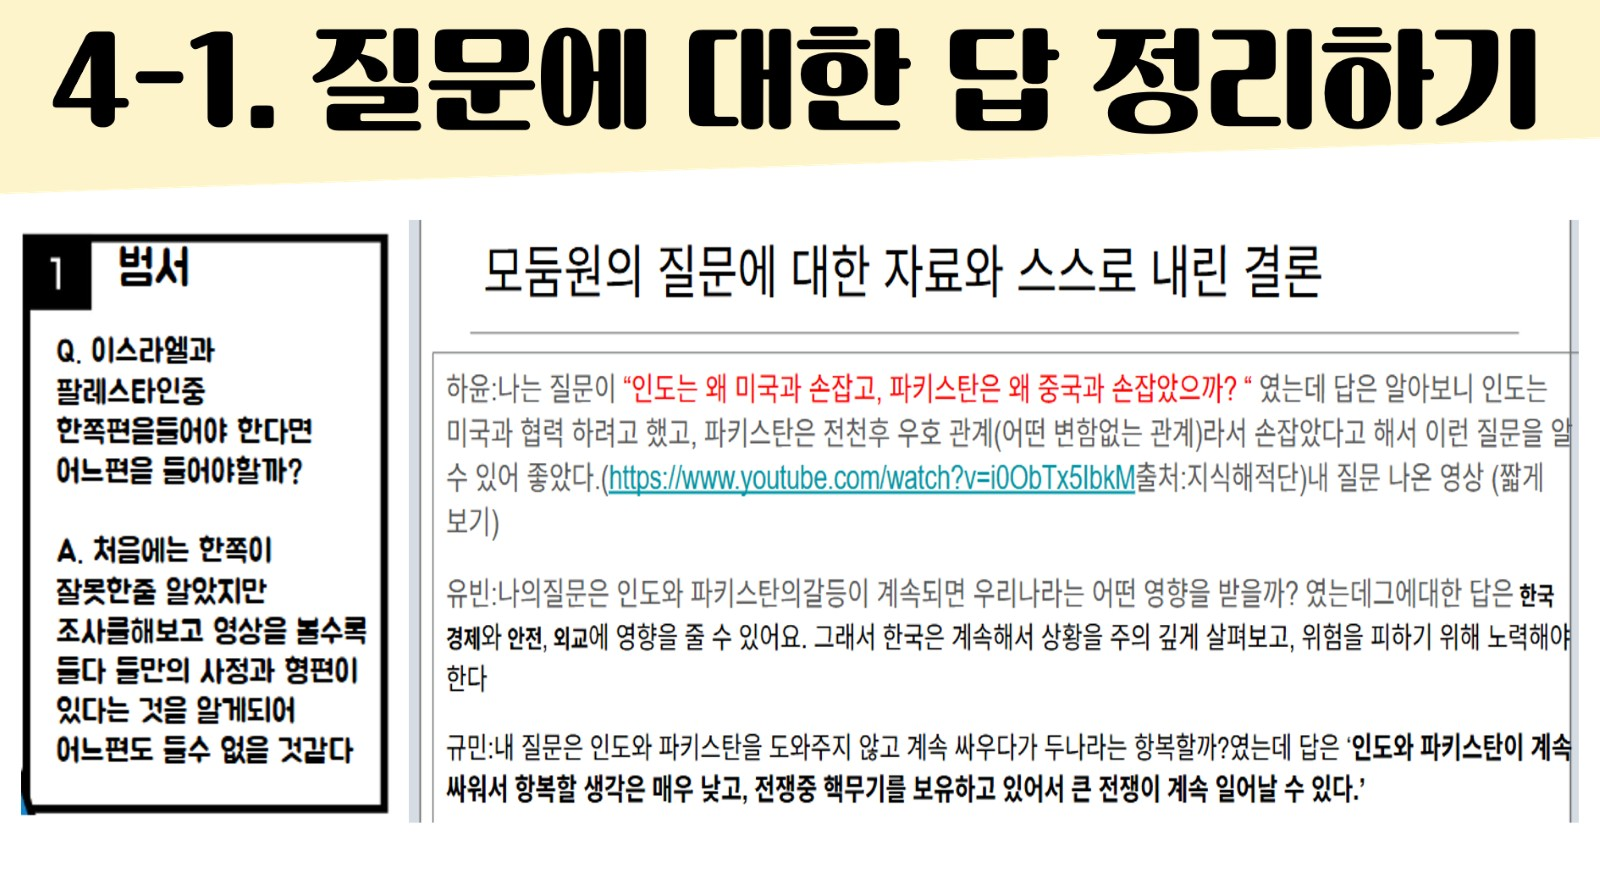 4-1. 질문에 대한 답 정리하기
1 범서
Q. 이스라엘과
팔레스타인중
한쪽편을들어야 한다면
어느편을 들어야할까?
A. 처음에는 한쪽이
잘못한줄 알았지만
조사를해보고 영상을 볼수록
둘다 둘만의 사정과 형편이
있다는 것을 알게되어
어느편도 들수 없을 것같다
모둠원의 질문에 대한 자료와 스스로 내린 결론
하윤:나는 질문이 “인도는 왜 미국과 손잡고, 파키스탄은 왜 중국과 손잡았으까? “ 였는데 답은 알아보니 인도는
미국과 협력 하려고 했고, 파키스탄은 전천후 우호 관계(어떤 변함없는 관계)라서 손잡았다고 해서 이런 질문을 알
수 있어 좋았다.(https://www.youtube.com/watch?v=i0ObTx5IbkM출처:지식해적단)내 질문 나온 영상 (짧게
보기)
유빈:나의질문은 인도와 파키스탄의갈등이 계속되면 우리나라는 어떤 영향을 받을까? 였는데그에대한 답은 한국
경제와 안전, 외교에 영향을 줄 수 있어요. 그래서 한국은 계속해서 상황을 주의 깊게 살펴보고, 위험을 피하기 위해 노력해야
한다
규민:내 질문은 인도와 파키스탄을 도와주지 않고 계속 싸우다가 두나라는 항복할까?였는데 답은 ‘인도와 파키스탄이 계속
싸워서 항복할 생각은 매우 낮고, 전쟁중 핵무기를 보유하고 있어서 큰 전쟁이 계속 일어날 수 있다.’